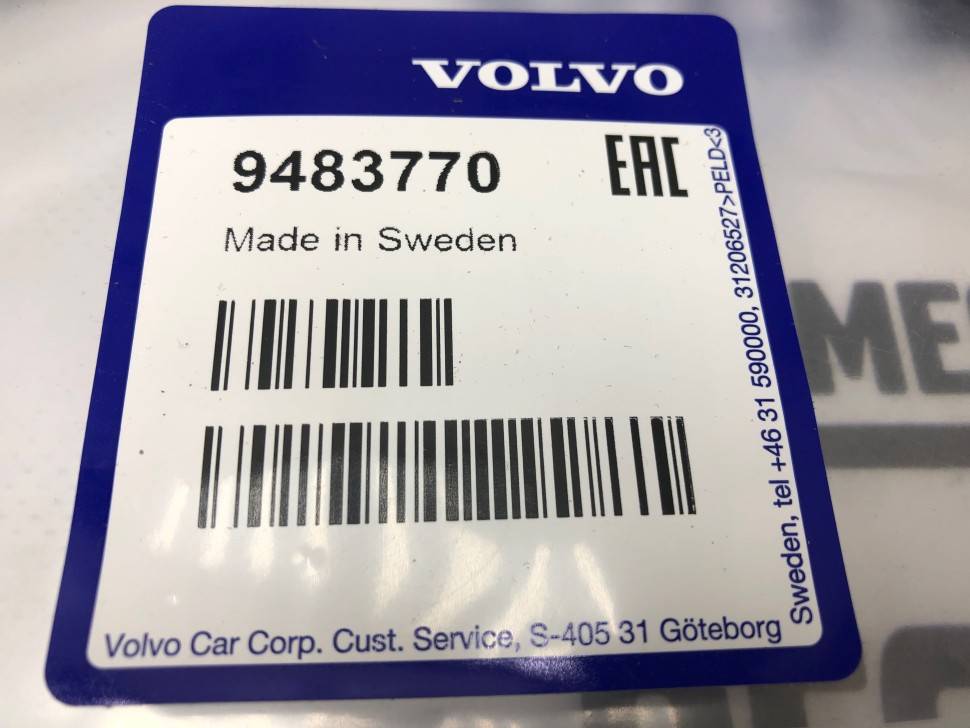 VOLVO
9483770
EAC
Made in Sweden
Volvo Car Corp. Cust. Service, S-405 31 Göteborg
Sweden, tel +46 31 590000, 31206527>PELD<3